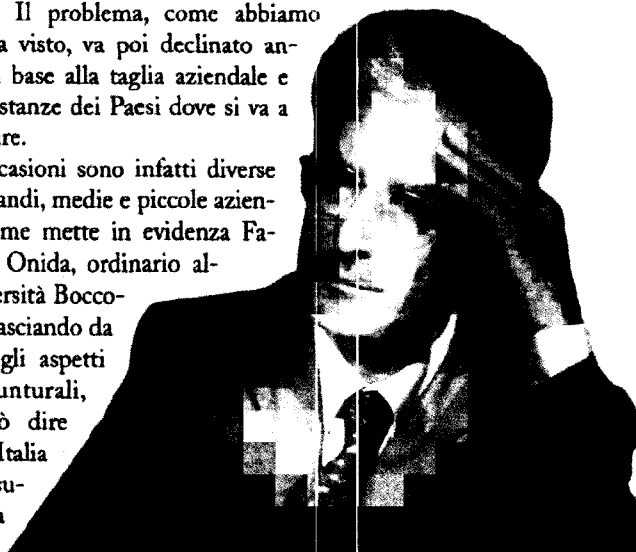 Il problema, come abbiamo
a visto, va poi declinato an-
base alla taglia aziendale e
stanze dei Paesi dove si va a
re.
casioni sono infatti diverse
andi, medie e piccole azien-
me mette in evidenza Fa-
Onida, ordinario al-
ersità Bocco-
asciando da
gli aspetti
unturali,
ò dire
Italia
su-
a